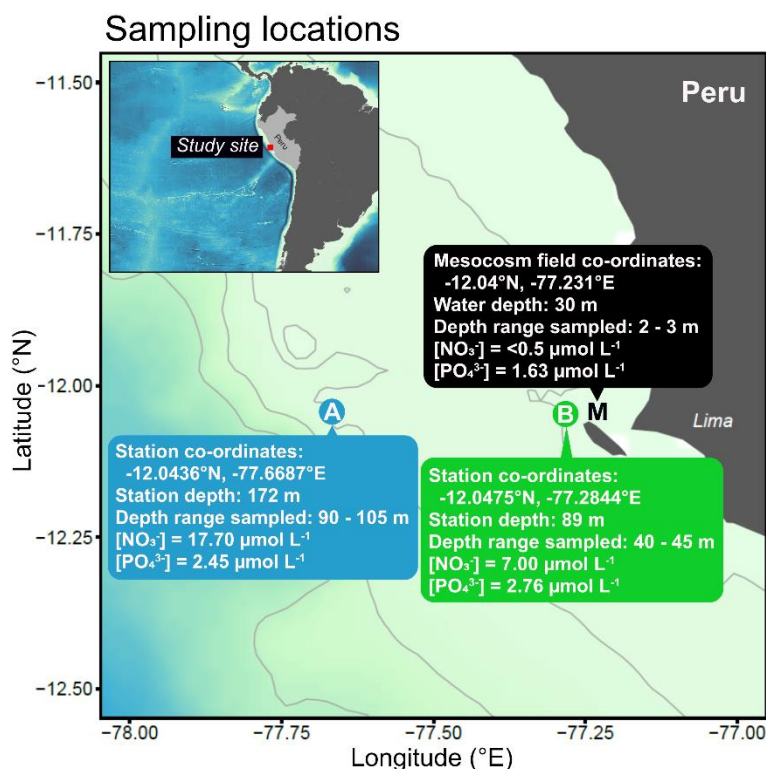 Sampling locations
Peru
Study site
Peru
Mesocosm field co-ordinates:
-12.04°N, -77.231°E
Water depth: 30 m
Depth range sampled: 2 - 3 m
[NO₃⁻] = <0.5 µmol L⁻¹
[PO₄³⁻] = 1.63 µmol L⁻¹
A
B
M
Lima
Station co-ordinates:
-12.0436°N, -77.6687°E
Station depth: 172 m
Depth range sampled: 90 - 105 m
[NO₃⁻] = 17.70 µmol L⁻¹
[PO₄³⁻] = 2.45 µmol L⁻¹
Station co-ordinates:
-12.0475°N, -77.2844°E
Station depth: 89 m
Depth range sampled: 40 - 45 m
[NO₃⁻] = 7.00 µmol L⁻¹
[PO₄³⁻] = 2.76 µmol L⁻¹
Latitude (°N)
−11.50
−11.75
−12.00
−12.25
−12.50
−78.00
−77.75
−77.50
−77.25
−77.00
Longitude (°E)